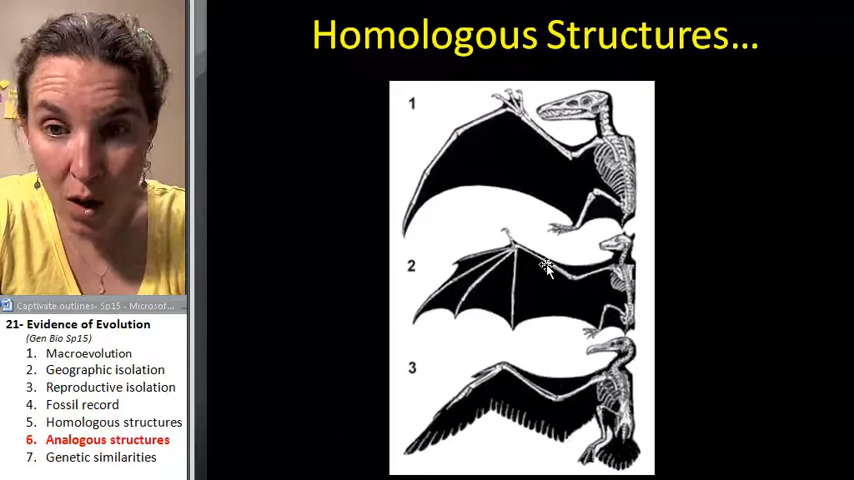 Homologous Structures...
1
2
3
Captivate outlines- Sp15 - Microsof...
21- Evidence of Evolution
(Gen Bio Sp15)
1. Macroevolution
2. Geographic isolation
3. Reproductive isolation
4. Fossil record
5. Homologous structures
6. Analogous structures
7. Genetic similarities